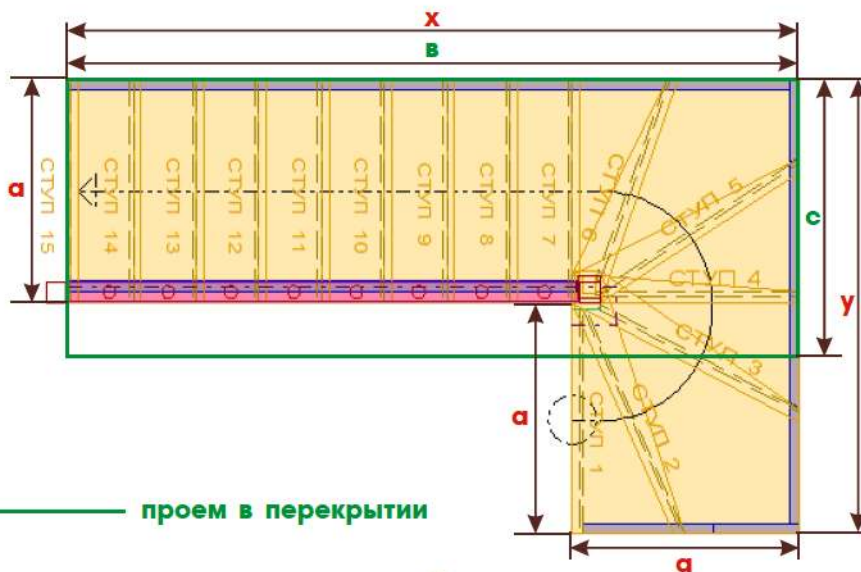 x
в
а
СТУП 15
СТУП 14
СТУП 13
СТУП 12
СТУП 11
СТУП 10
СТУП 9
СТУП 8
СТУП 7
СТУП 6
СТУП 5
СТУП 4
СТУП 3
СТУП 2
СТУП 1
с
y
а
а
проем в перекрытии